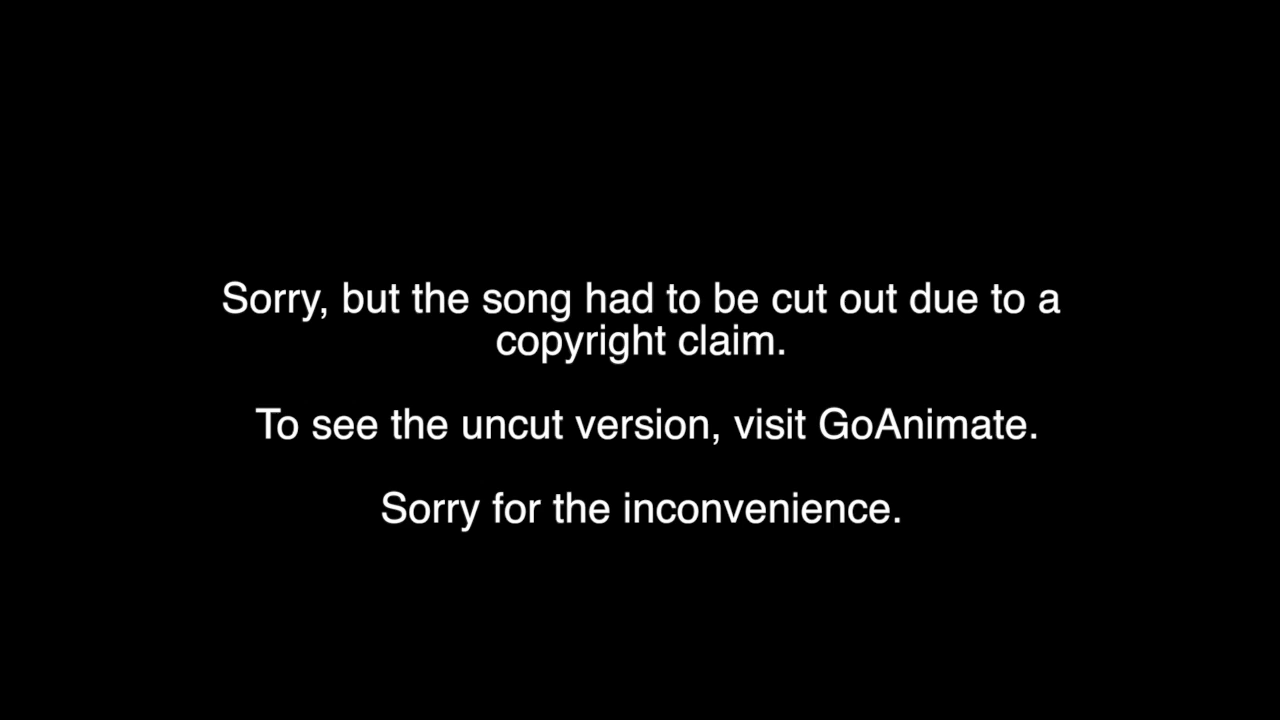 Sorry, but the song had to be cut out due to a
copyright claim.
To see the uncut version, visit GoAnimate.
Sorry for the inconvenience.